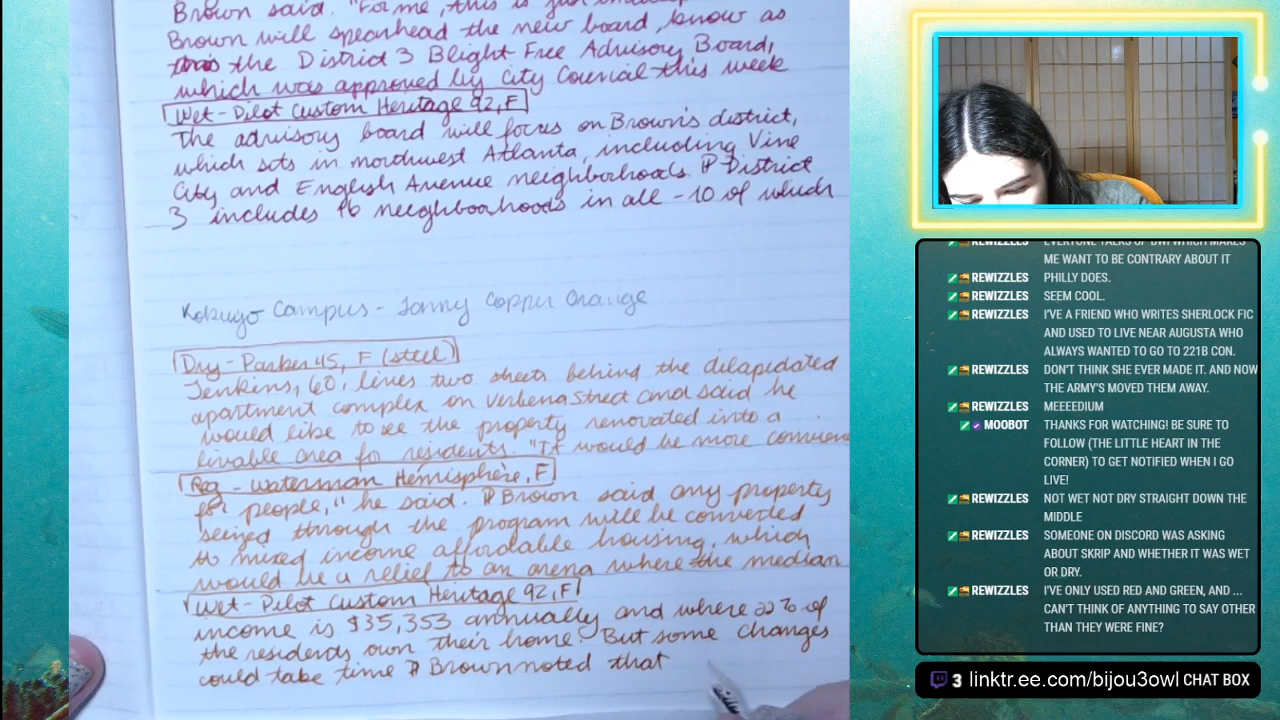 Brown said. "For me, this is just
Brown will spearhead the new board, know as
the District 3 Blight Free Advisory Board,
which was approved by City Council this week
Wet - Pilot Custom Heritage 92, F
The advisory board will focus on Brown's district,
which sits in northwest Atlanta, including Vine
City and English Avenue neighborhoods. ¶ District
3 includes 16 neighborhoods in all - 10 of which
Kokuyo Campus - Tonny Copper Orange
Dry - Parker 45, F (steel)
Jenkins, 60, lives two streets behind the dilapidated
apartment complex on Verbena Street and said he
would like to see the property renovated into a
livable area for residents. "It would be more
Reg - Waterman Hémisphère, F
for people," he said. ¶ Brown said any property
seized through the program will be converted
to mixed income affordable housing, which
would be a relief to an arena where the median
Wet - Pilot Custom Heritage 92, F
income is $35,353 annually and where 22% of
the residents own their home. But some changes
could take time ¶ Brown noted that
REWIZZLES EVERYONE TALKS UP BWI WHICH MAKES
ME WANT TO BE CONTRARY ABOUT IT
REWIZZLES PHILLY DOES.
REWIZZLES SEEM COOL.
REWIZZLES I'VE A FRIEND WHO WRITES SHERLOCK FIC
AND USED TO LIVE NEAR AUGUSTA WHO
ALWAYS WANTED TO GO TO 221B CON.
REWIZZLES DON'T THINK SHE EVER MADE IT. AND NOW
THE ARMY'S MOVED THEM AWAY.
REWIZZLES MEEEEDIUM
MOOBOT THANKS FOR WATCHING! BE SURE TO
FOLLOW (THE LITTLE HEART IN THE
CORNER) TO GET NOTIFIED WHEN I GO
LIVE!
REWIZZLES NOT WET NOT DRY STRAIGHT DOWN THE
MIDDLE
REWIZZLES SOMEONE ON DISCORD WAS ASKING
ABOUT SKRIP AND WHETHER IT WAS WET
OR DRY.
REWIZZLES I'VE ONLY USED RED AND GREEN, AND ...
CAN'T THINK OF ANYTHING TO SAY OTHER
THAN THEY WERE FINE?
3 linktr.ee.com/bijou3owl CHAT BOX